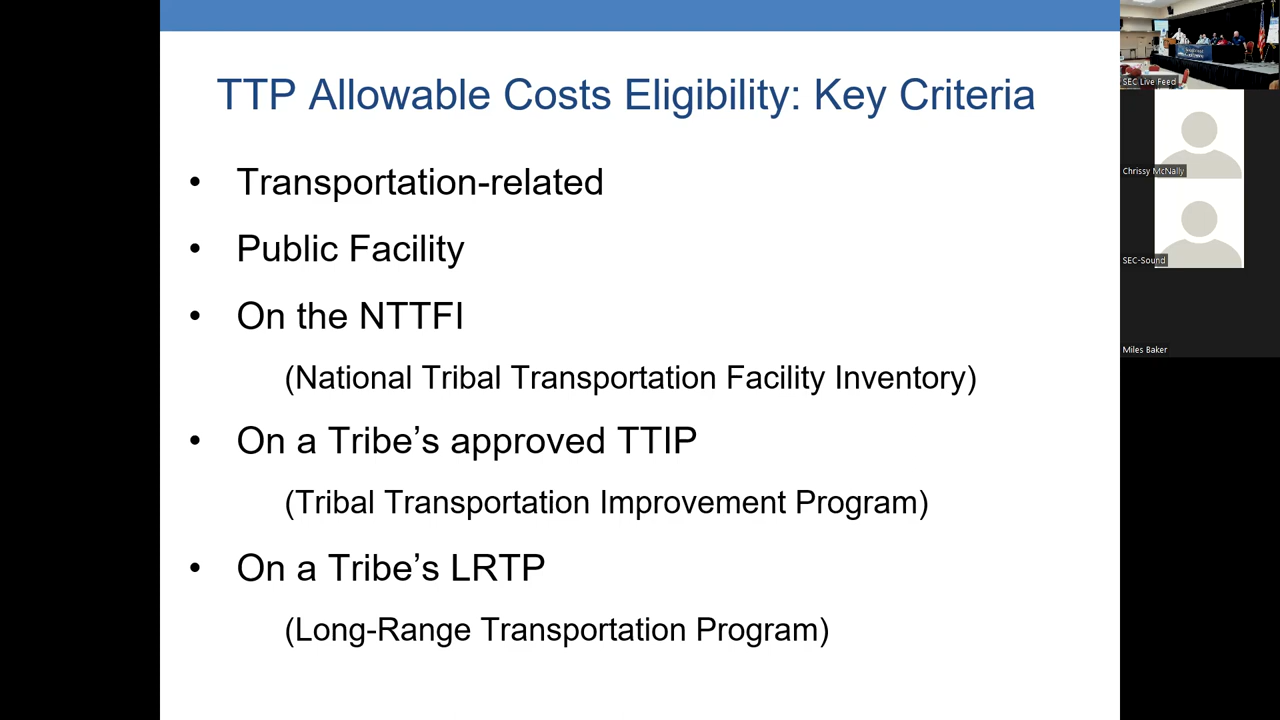 TTP Allowable Costs Eligibility: Key Criteria
• Transportation-related
• Public Facility
• On the NTTFI
(National Tribal Transportation Facility Inventory)
• On a Tribe’s approved TTIP
(Tribal Transportation Improvement Program)
• On a Tribe’s LRTP
(Long-Range Transportation Program)
SEC Live Feed
Chrissy McNally
SEC-Sound
Miles Baker